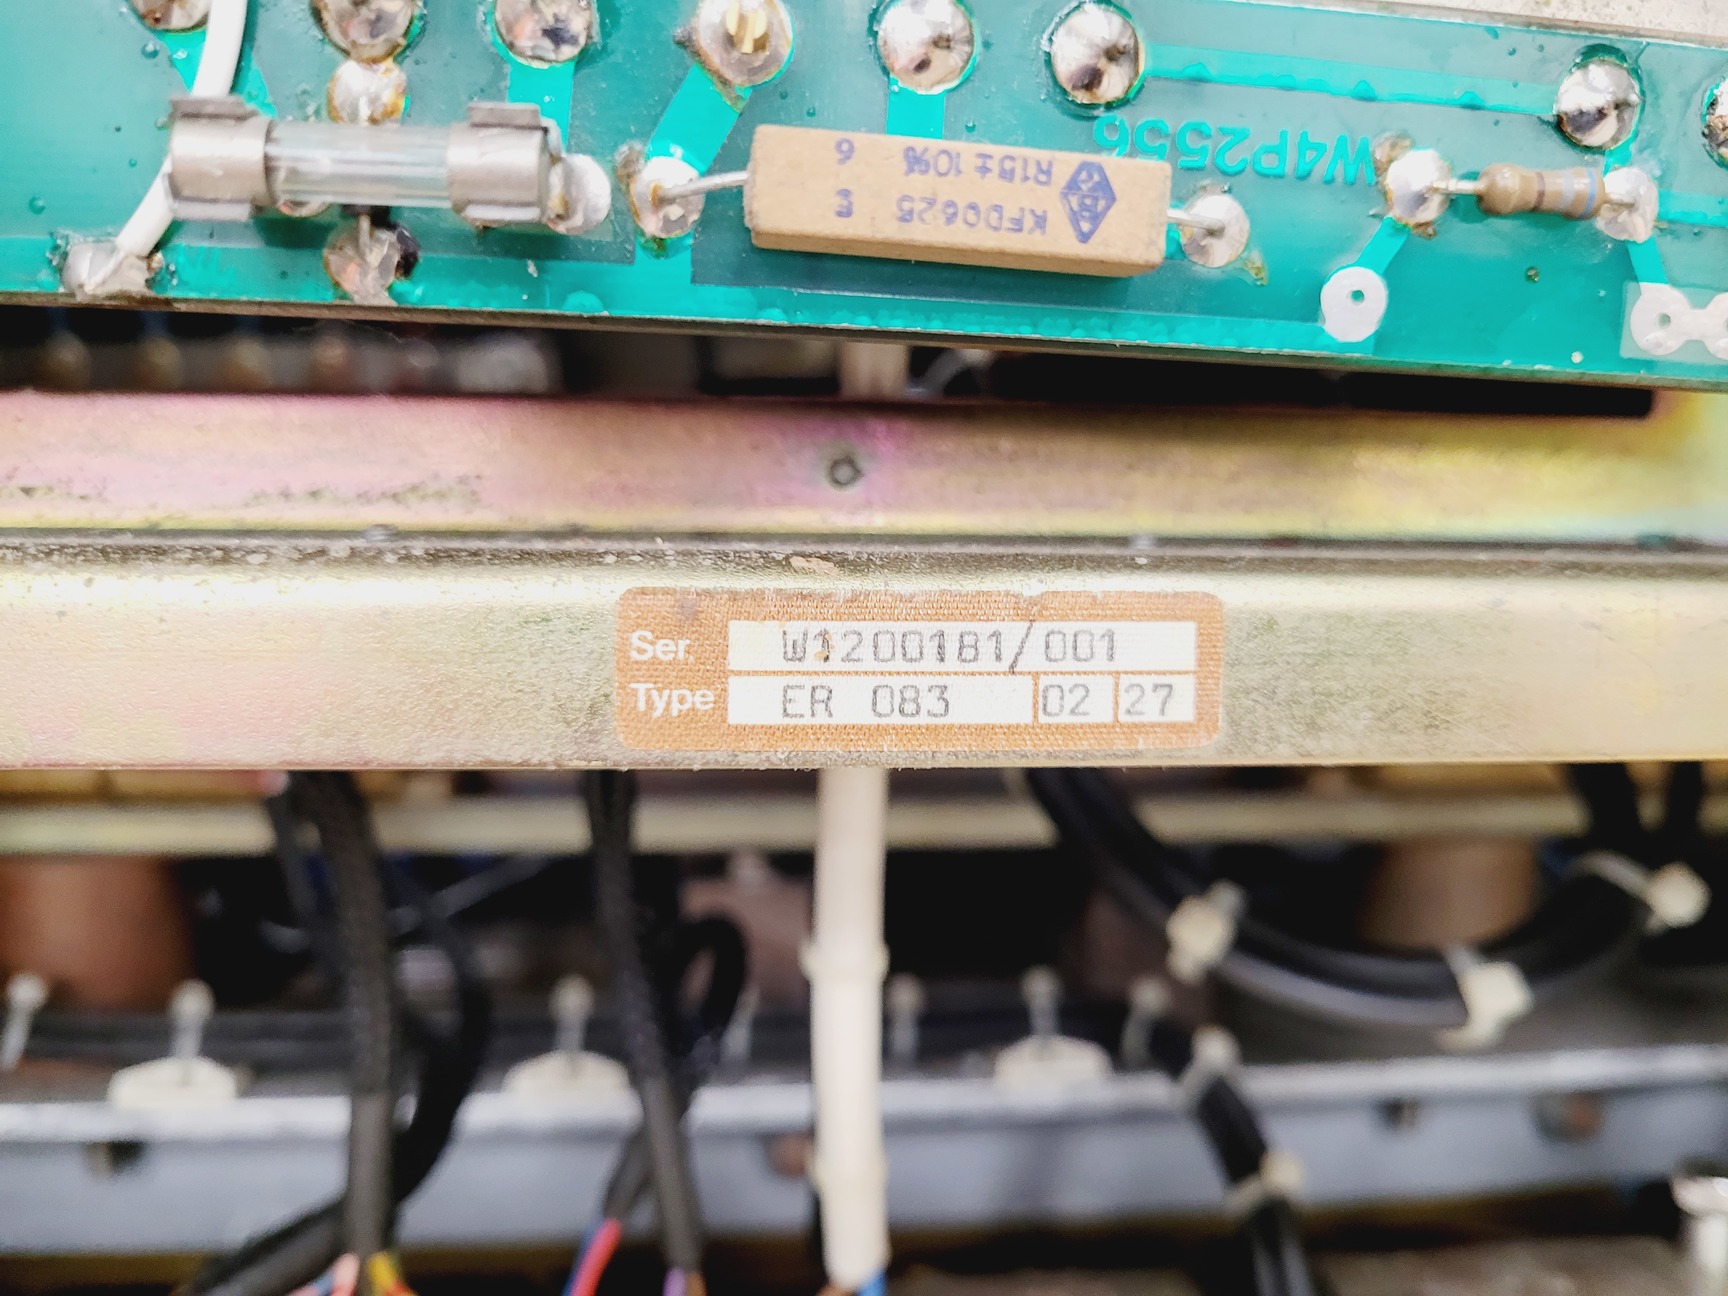 W4P2556
KFD0625 E
R15±10% 6
Ser. W1200181/001
Type ER 083 02 27